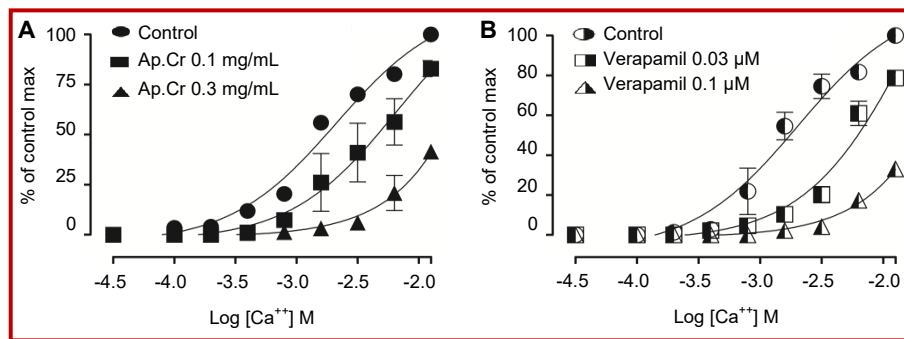 A
Control
Ap.Cr 0.1 mg/mL
Ap.Cr 0.3 mg/mL
% of control max
100
75
50
25
0
-4.5 -4.0 -3.5 -3.0 -2.5 -2.0
Log [Ca++] M
B
Control
Verapamil 0.03 µM
Verapamil 0.1 µM
% of control max
100
80
60
40
20
0
-4.5 -4.0 -3.5 -3.0 -2.5 -2.0
Log [Ca++] M